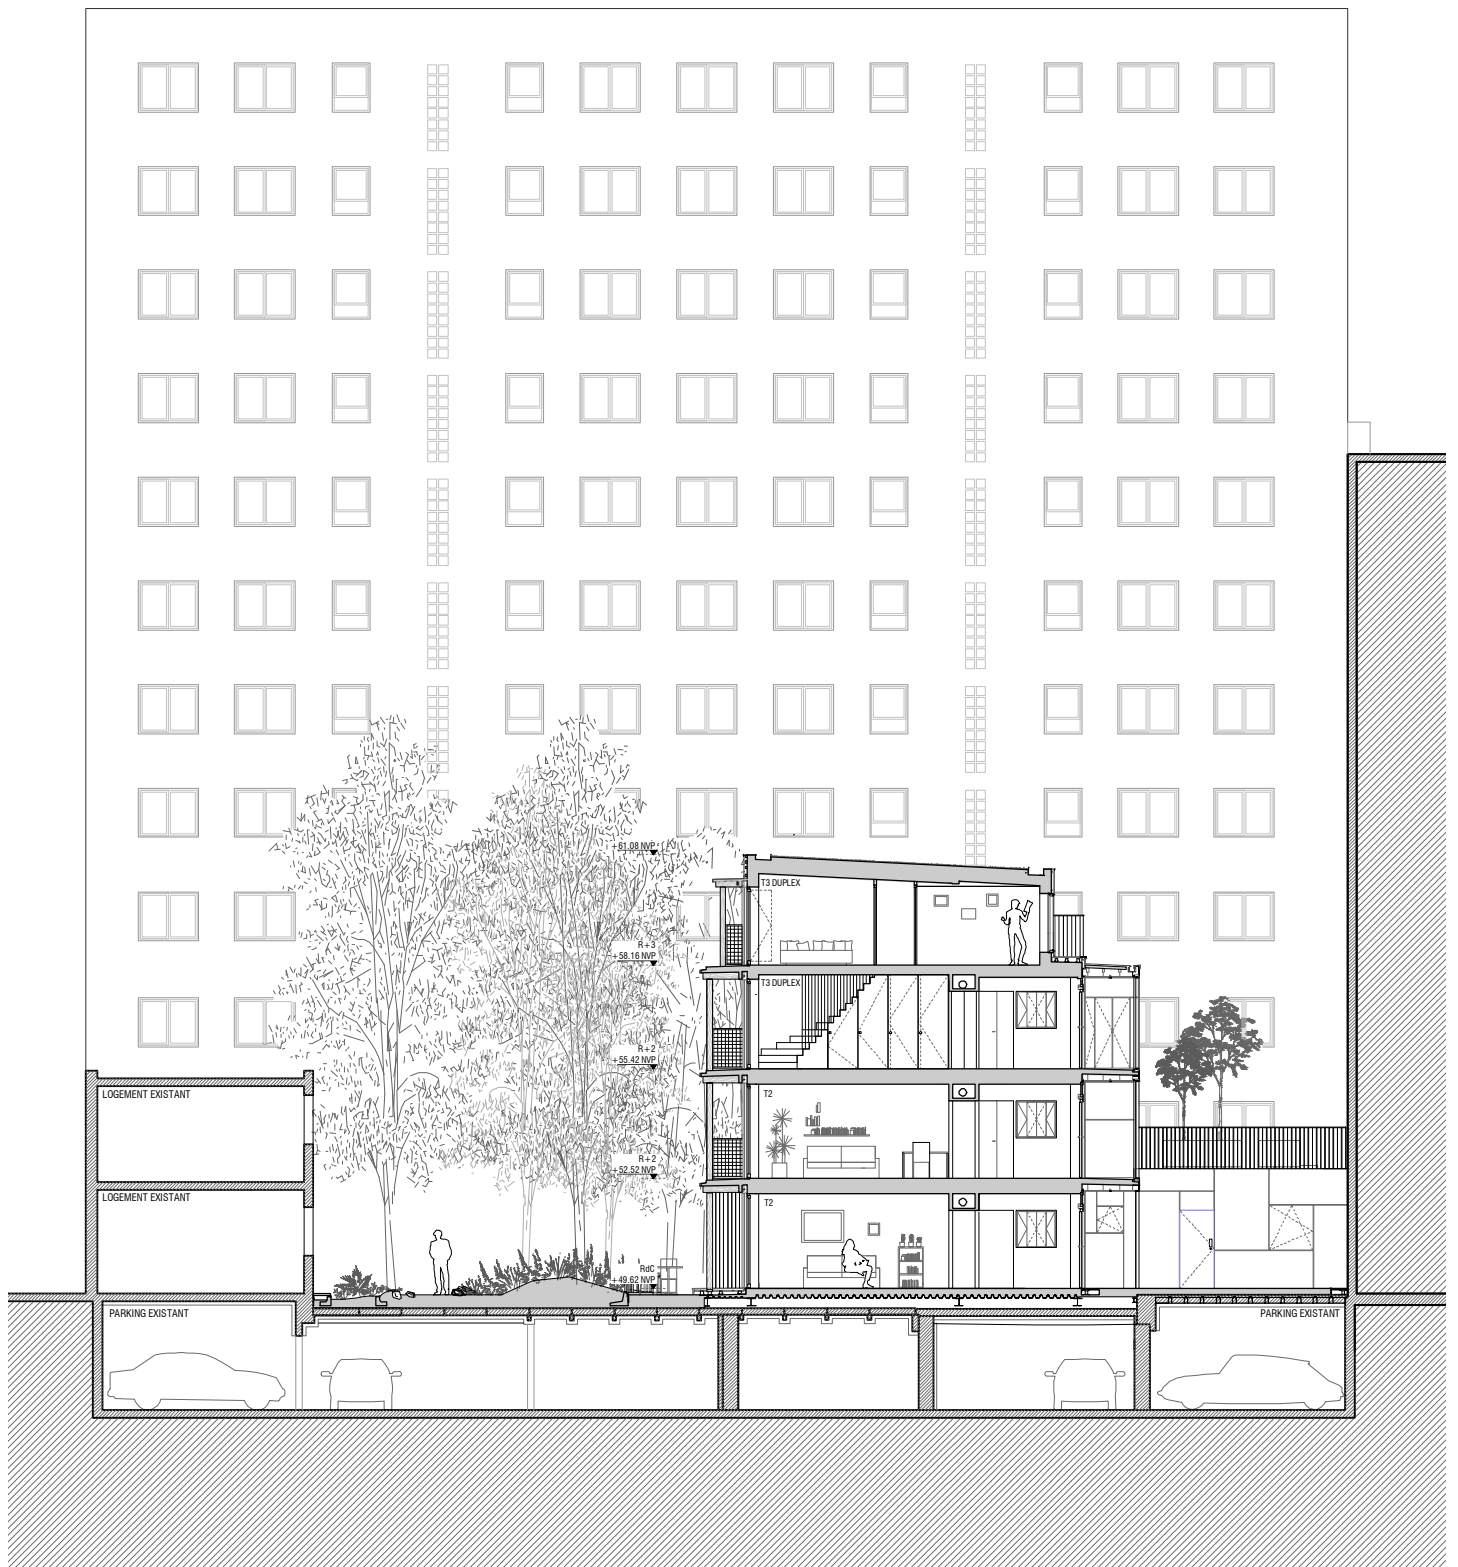 +61.08 NVP
T3 DUPLEX
R+3
+58.16 NVP
T3 DUPLEX
R+2
+55.42 NVP
LOGEMENT EXISTANT
T2
R+2
+52.52 NVP
LOGEMENT EXISTANT
T2
RdC
+49.62 NVP
PARKING EXISTANT
PARKING EXISTANT